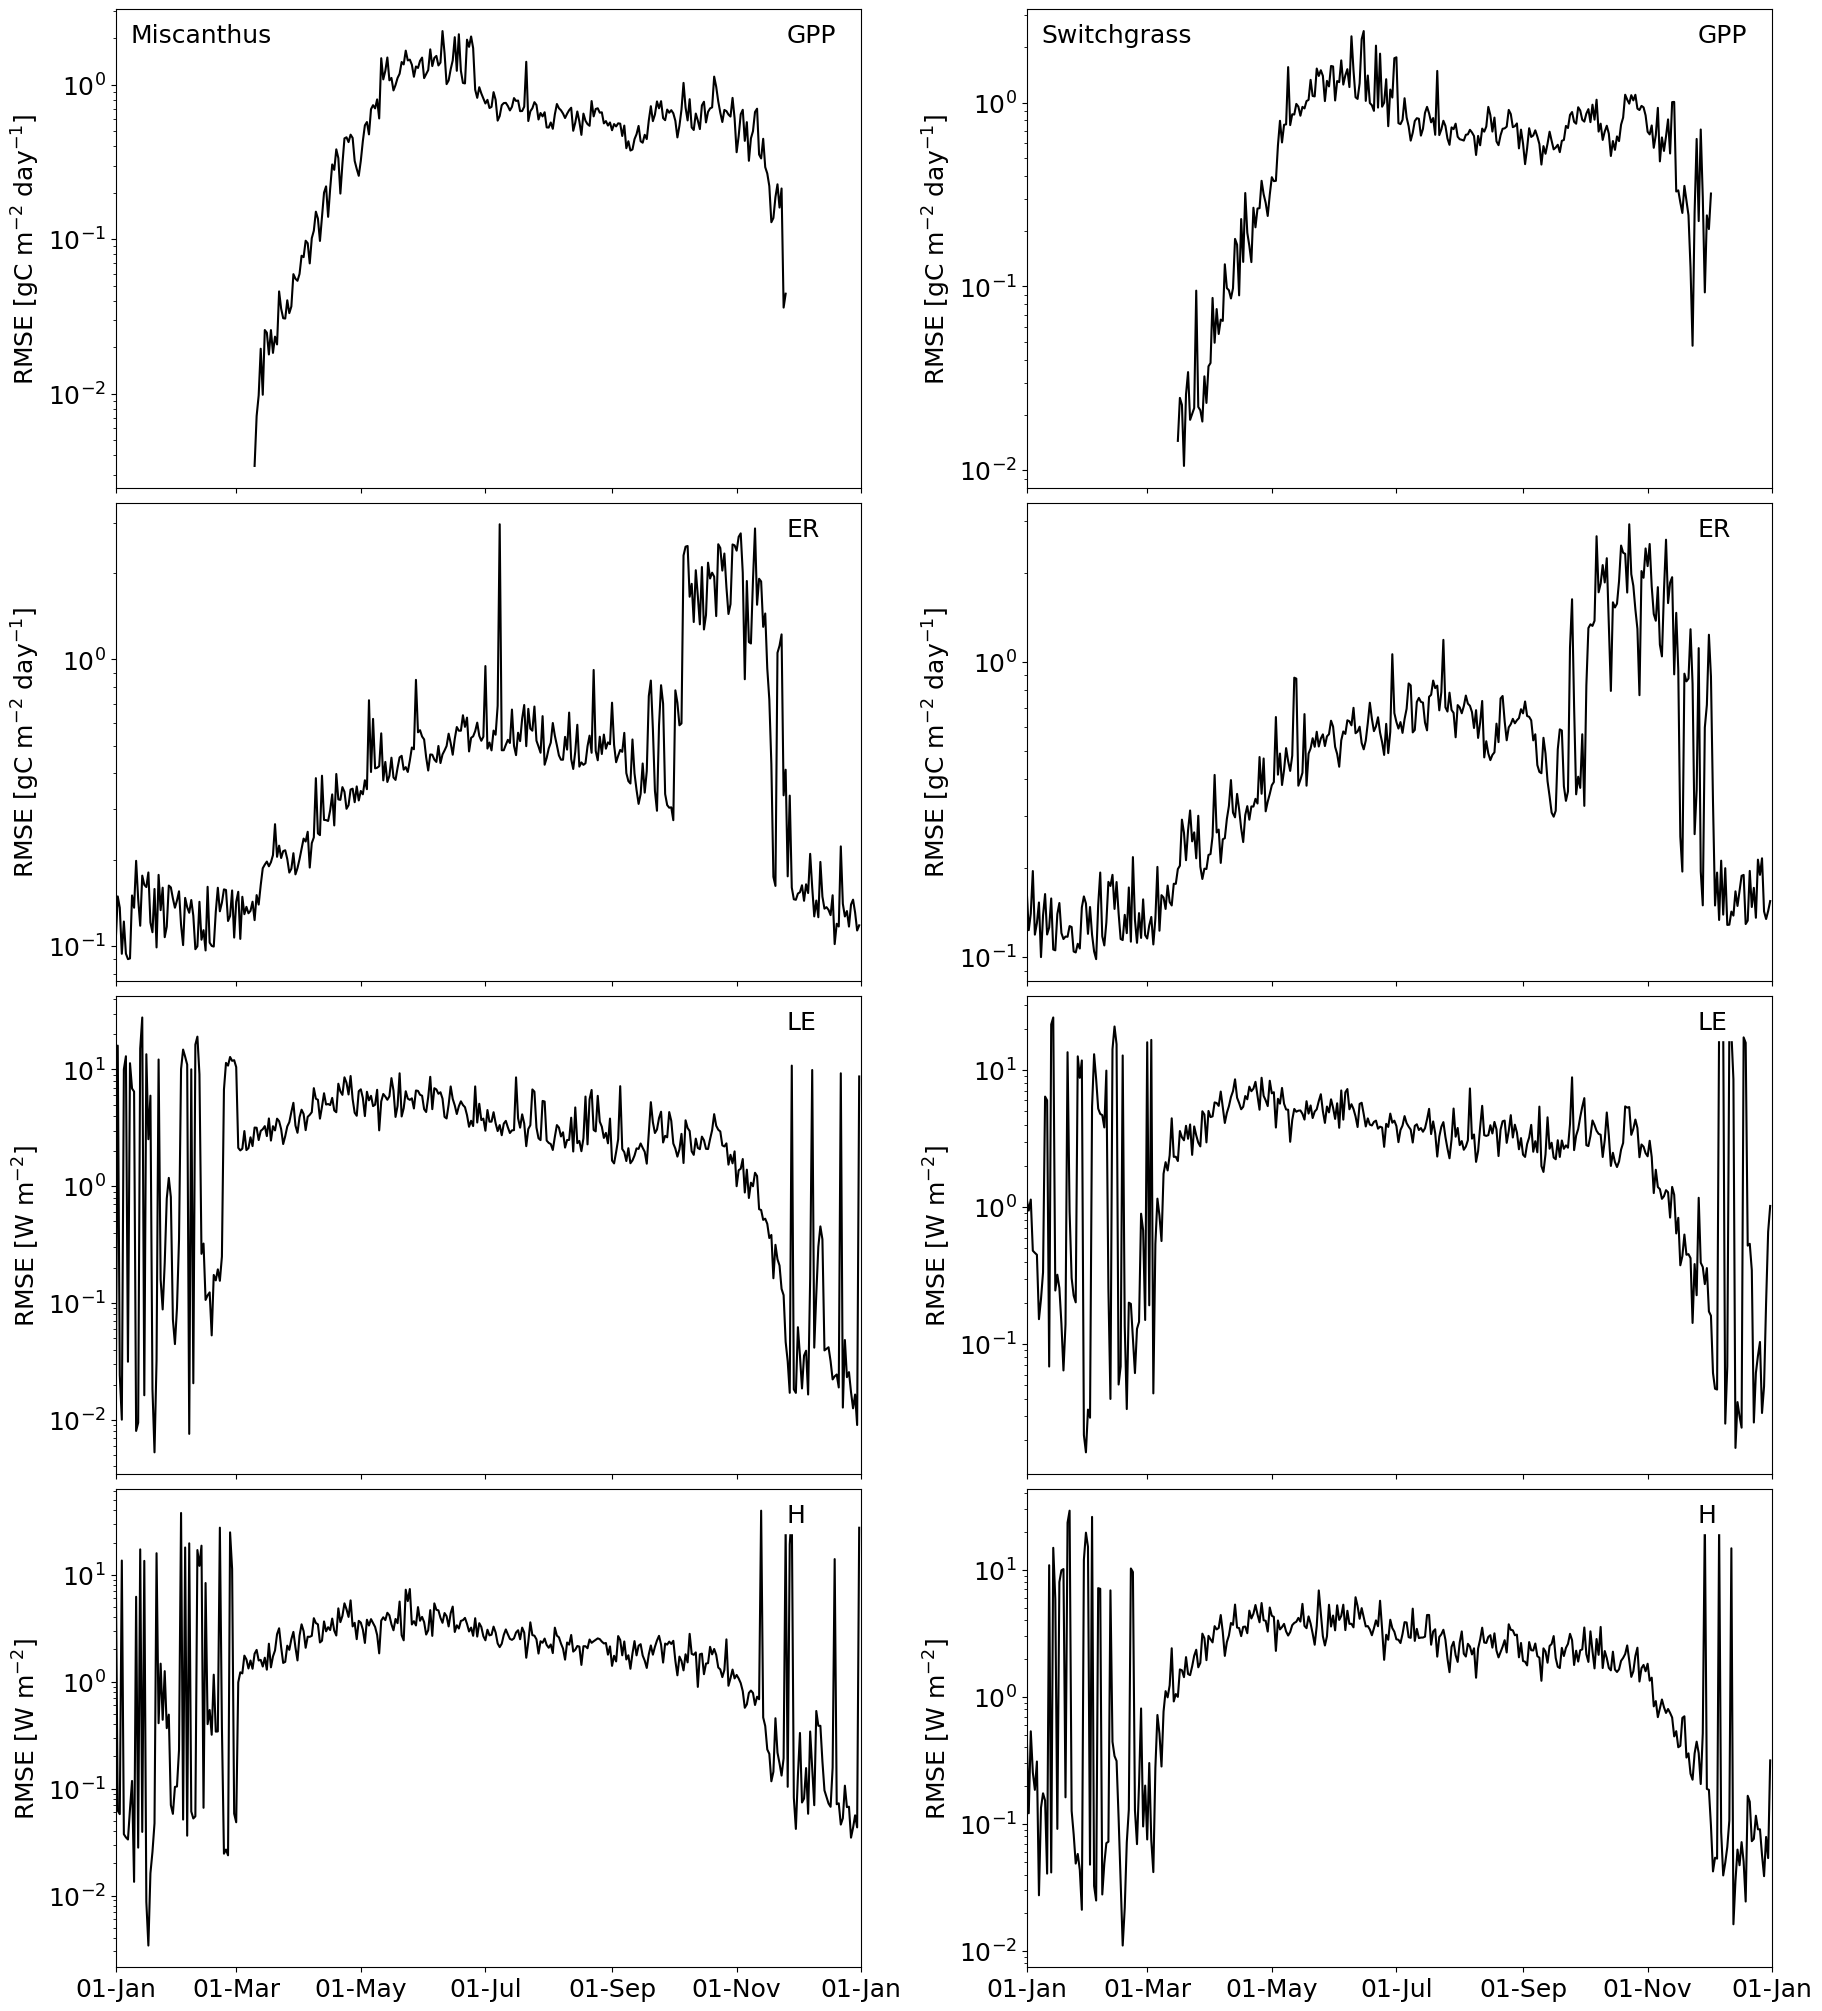 Miscanthus GPP
Switchgrass GPP
RMSE [gC m⁻² day⁻¹]
10⁰
10⁻¹
10⁻²
RMSE [gC m⁻² day⁻¹]
10⁰
10⁻¹
10⁻²
ER
ER
RMSE [gC m⁻² day⁻¹]
10⁰
10⁻¹
RMSE [gC m⁻² day⁻¹]
10⁰
10⁻¹
LE
LE
RMSE [W m⁻²]
10¹
10⁰
10⁻¹
10⁻²
RMSE [W m⁻²]
10¹
10⁰
10⁻¹
H
H
RMSE [W m⁻²]
10¹
10⁰
10⁻¹
10⁻²
RMSE [W m⁻²]
10¹
10⁰
10⁻¹
10⁻²
01-Jan 01-Mar 01-May 01-Jul 01-Sep 01-Nov 01-Jan
01-Jan 01-Mar 01-May 01-Jul 01-Sep 01-Nov 01-Jan